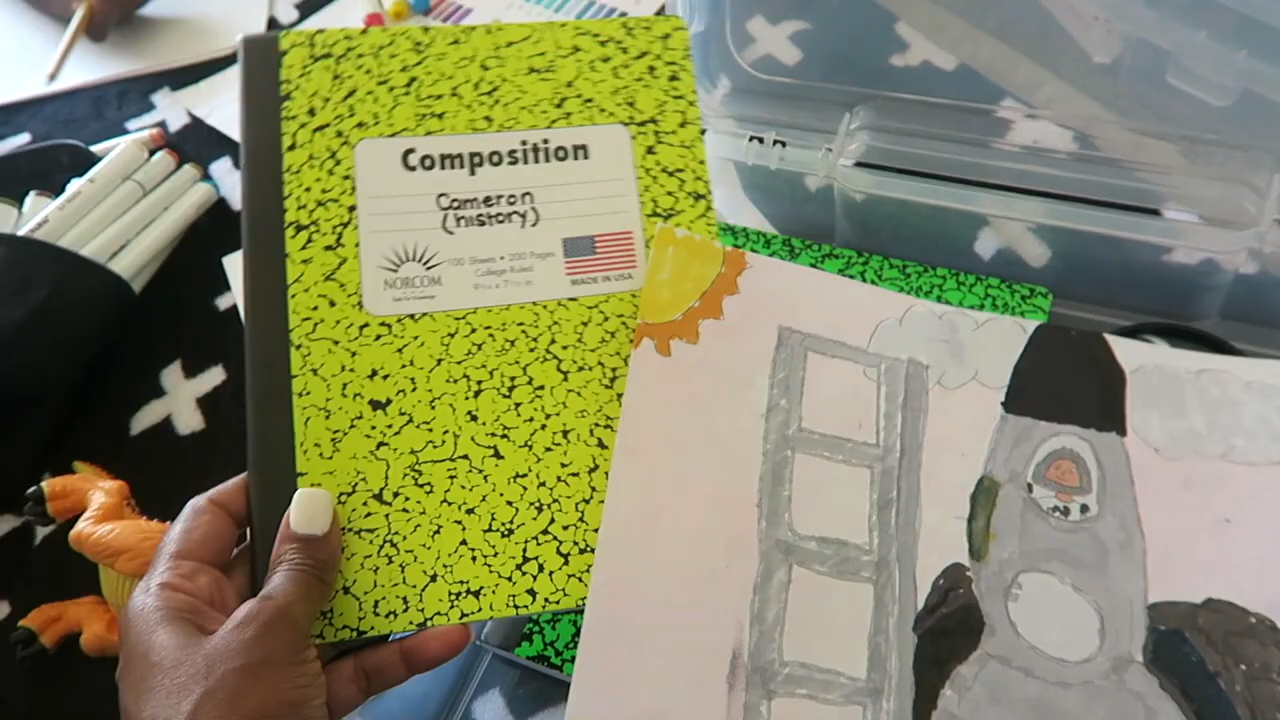 Composition
Cameron
(history)
100 Sheets • 200 Pages
College Ruled
NORCOM
MADE IN USA